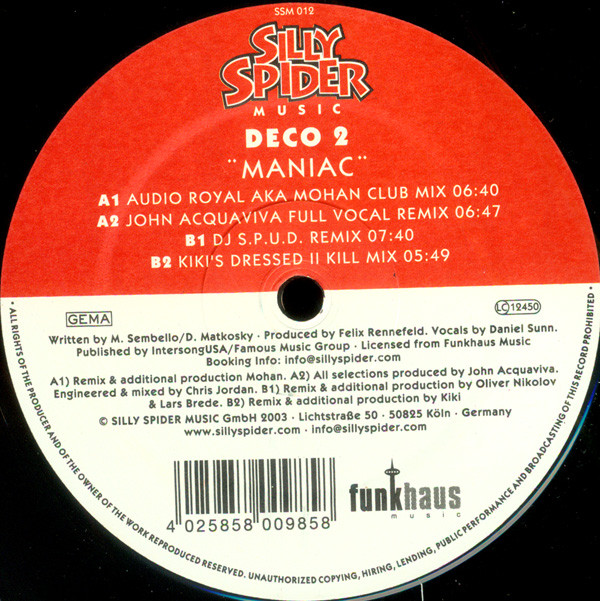 SSM 012
SILLY
SPIDER
MUSIC
DECO 2
¨MANIAC¨
A1 AUDIO ROYAL AKA MOHAN CLUB MIX 06:40
A2 JOHN ACQUAVIVA FULL VOCAL REMIX 06:47
B1 DJ S.P.U.D. REMIX 07:40
B2 KIKI'S DRESSED II KILL MIX 05:49
GEMA
LC 12450
Written by M. Sembello/D. Matkosky · Produced by Felix Rennefeld. Vocals by Daniel Sunn.
Published by IntersongUSA/Famous Music Group · Licensed from Funkhaus Music
Booking Info: info@sillyspider.com
A1) Remix & additional production Mohan. A2) All selections produced by John Acquaviva.
Engineered & mixed by Chris Jordan. B1) Remix & additional production by Oliver Nikolov
& Lars Brede. B2) Remix & additional production by Kiki
© SILLY SPIDER MUSIC GmbH 2003 · Lichtstraße 50 · 50825 Köln · Germany
www.sillyspider.com · info@sillyspider.com
4 025858 009858
funkhaus
music
· ALL RIGHTS OF THE PRODUCER AND OF THE OWNER OF THE WORK REPRODUCED RESERVED. UNAUTHORIZED COPYING, HIRING, LENDING, PUBLIC PERFORMANCE AND BROADCASTING OF THIS RECORD PROHIBITED ·